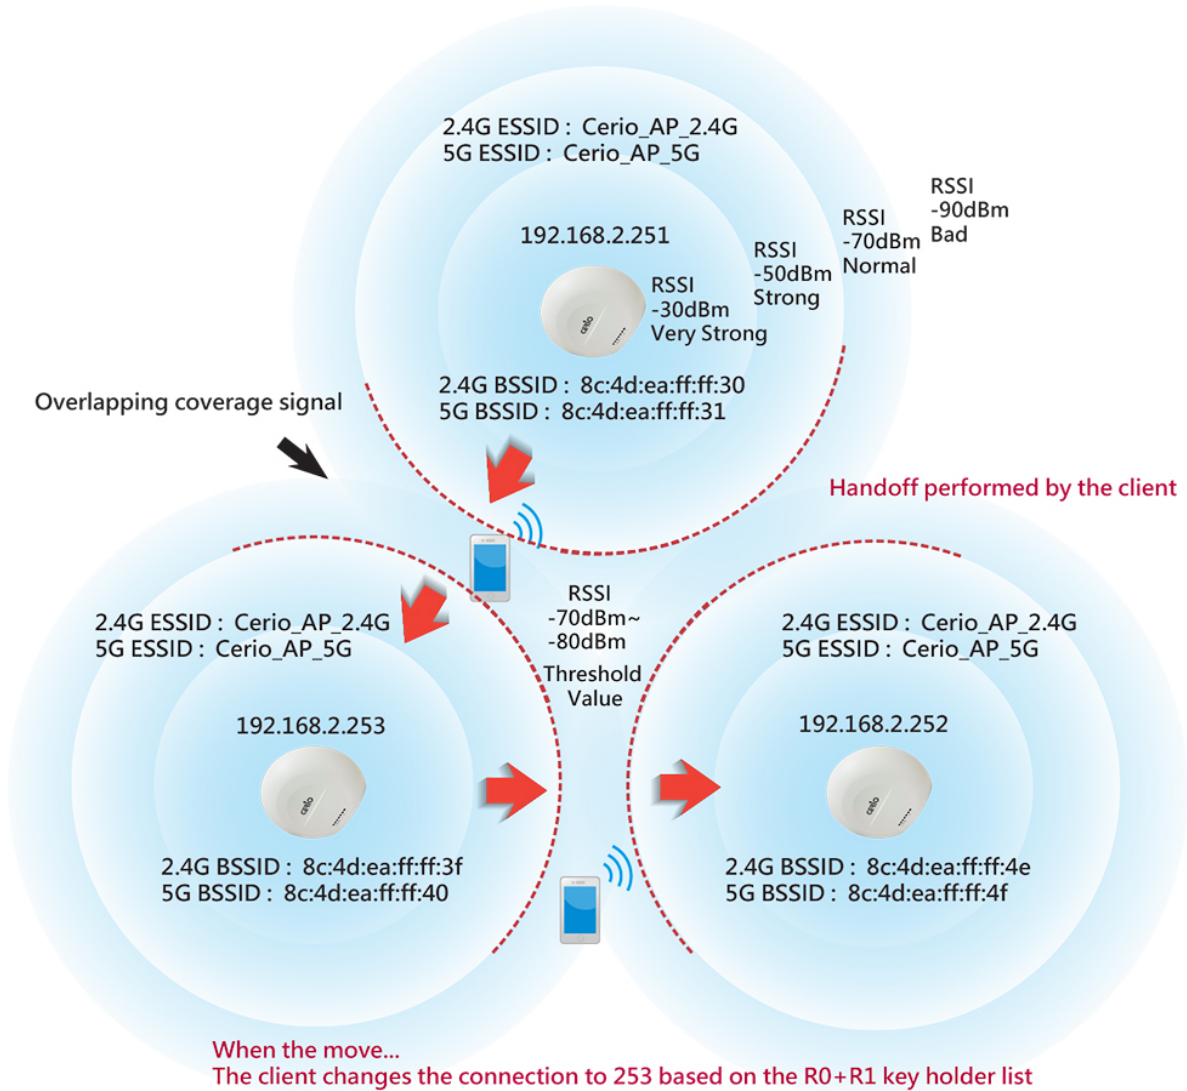 2.4G ESSID : Cerio_AP_2.4G
5G ESSID : Cerio_AP_5G
RSSI
-90dBm
Bad
RSSI
-70dBm
Normal
192.168.2.251
RSSI
-50dBm
Strong
RSSI
-30dBm
Very Strong
cerio
2.4G BSSID : 8c:4d:ea:ff:ff:30
5G BSSID : 8c:4d:ea:ff:ff:31
Overlapping coverage signal
Handoff performed by the client
RSSI
-70dBm~
-80dBm
Threshold
Value
2.4G ESSID : Cerio_AP_2.4G
5G ESSID : Cerio_AP_5G
192.168.2.253
cerio
2.4G BSSID : 8c:4d:ea:ff:ff:3f
5G BSSID : 8c:4d:ea:ff:ff:40
2.4G ESSID : Cerio_AP_2.4G
5G ESSID : Cerio_AP_5G
192.168.2.252
cerio
2.4G BSSID : 8c:4d:ea:ff:ff:4e
5G BSSID : 8c:4d:ea:ff:ff:4f
When the move...
The client changes the connection to 253 based on the R0+R1 key holder list